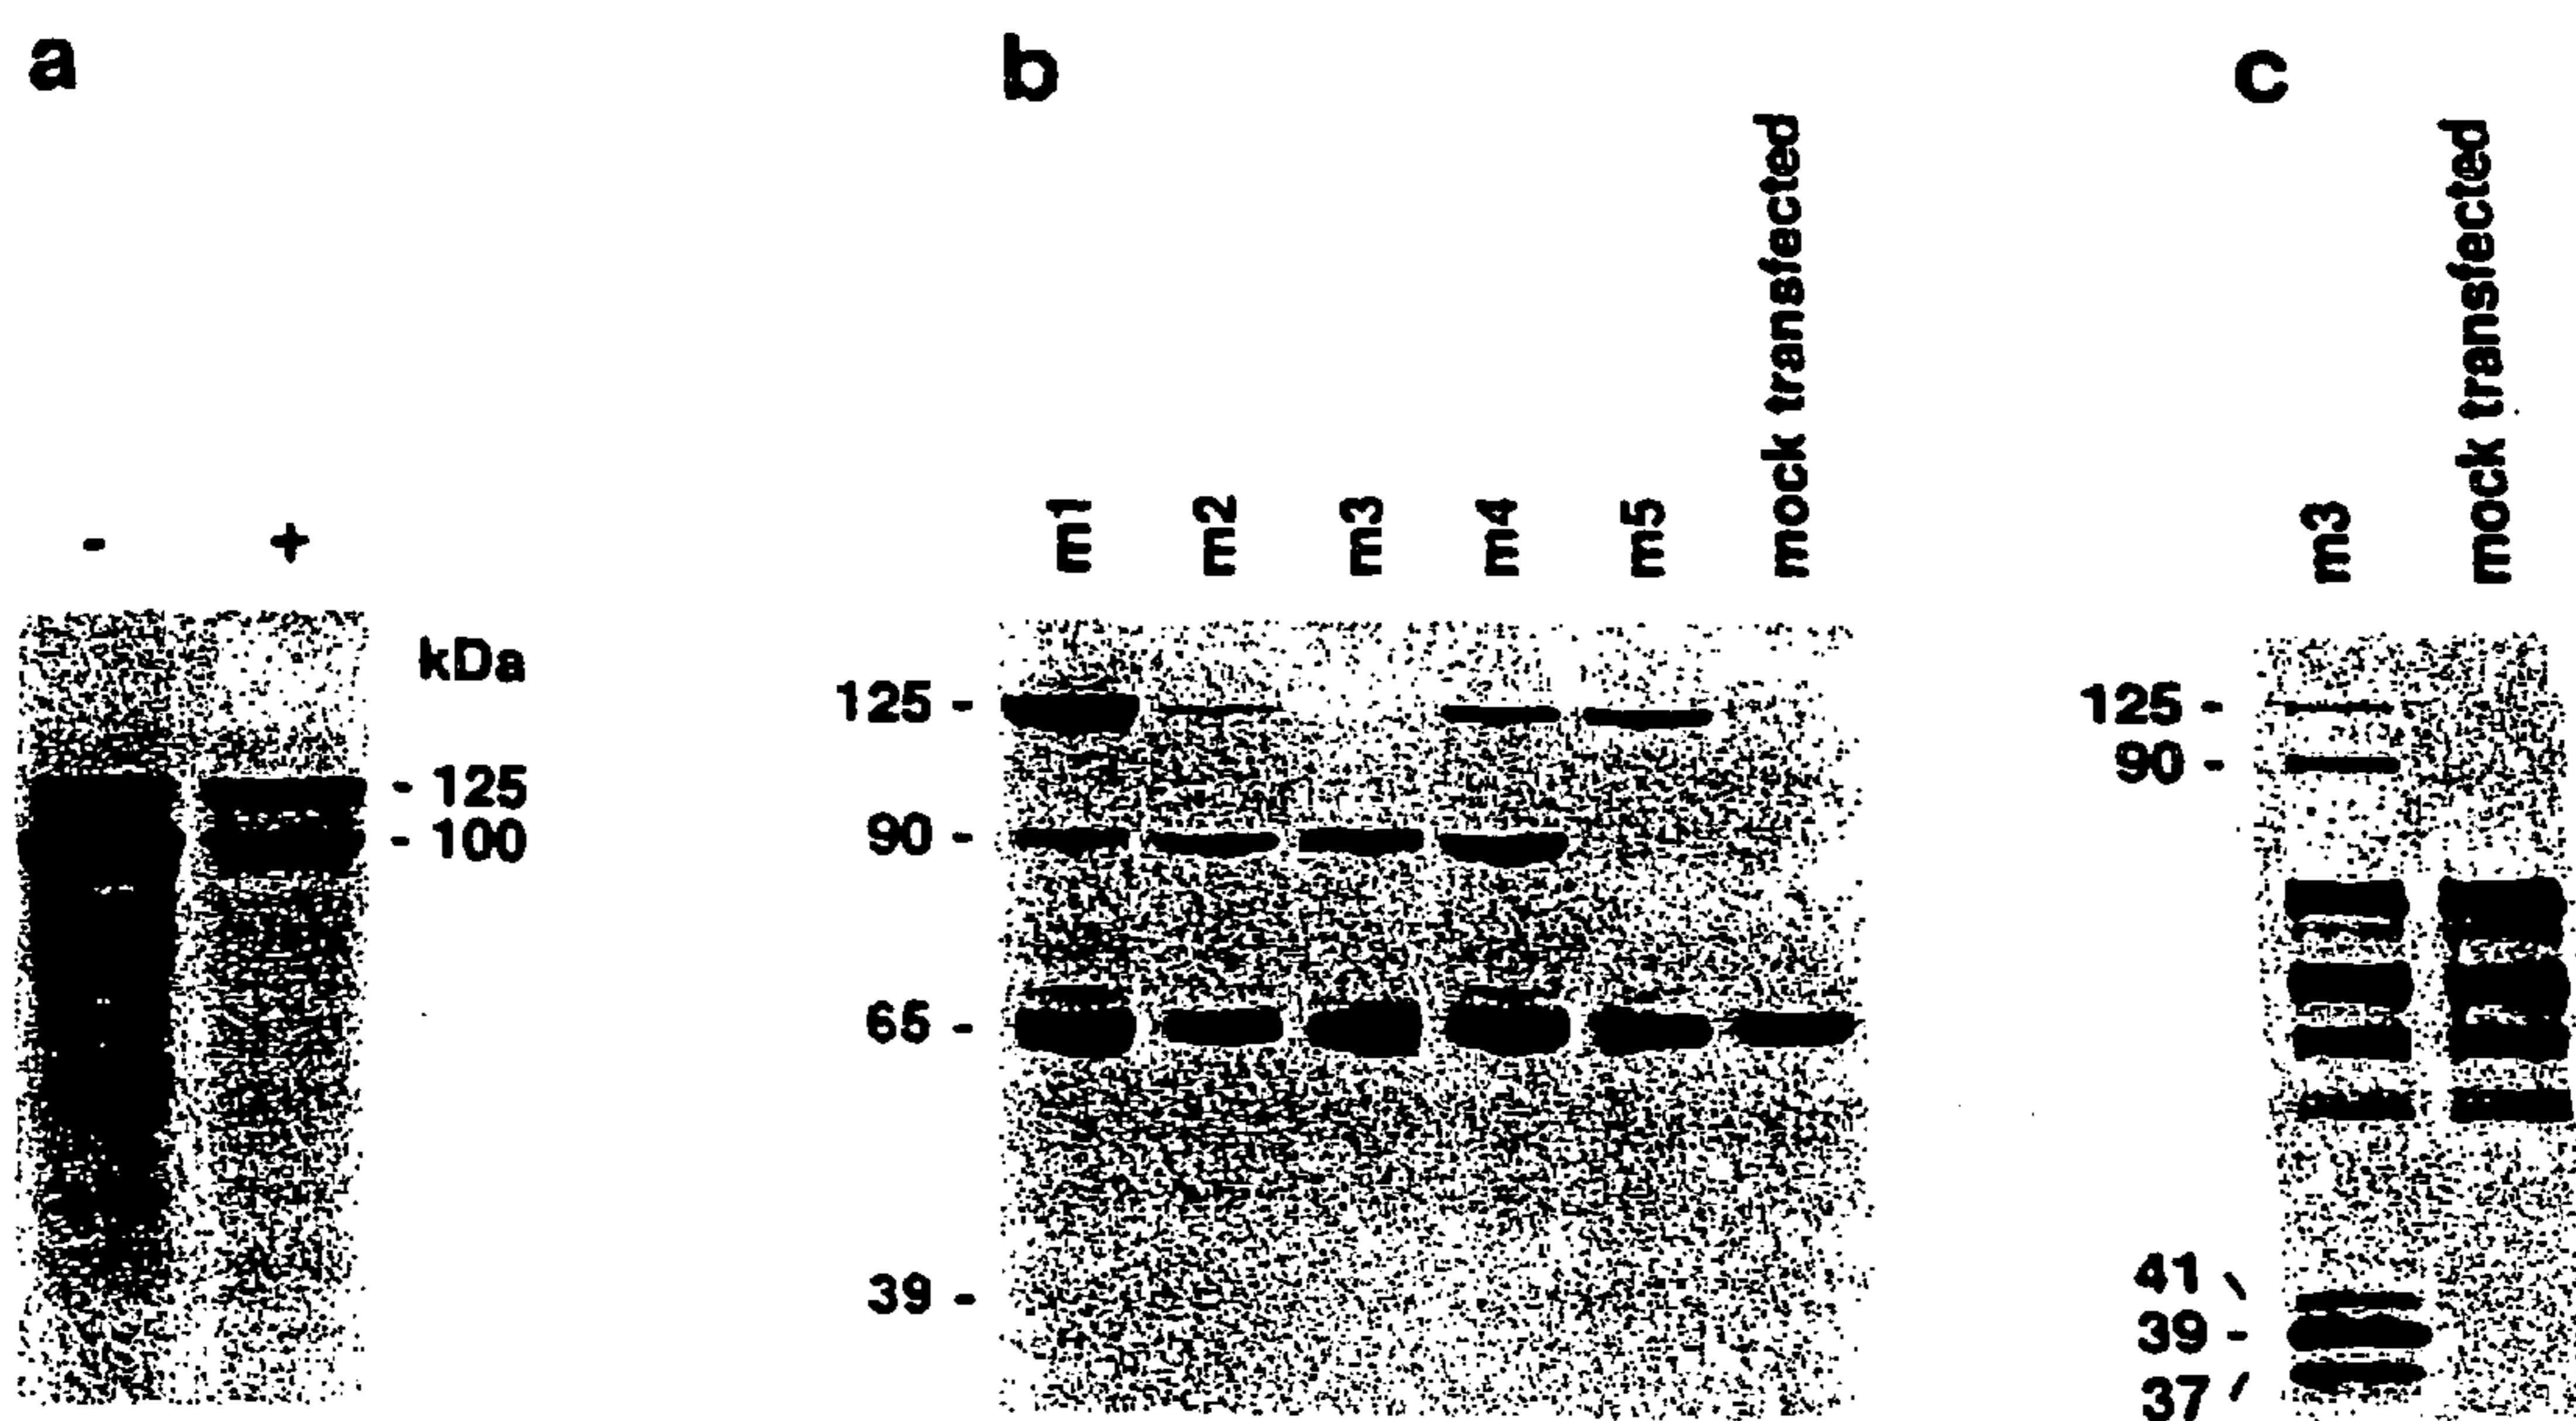 a
- +
kDa
- 125
- 100
b
m1 m2 m3 m4 m5 mock transfected
125 -
90 -
65 -
39 -
c
m3 mock transfected
125 -
90 -
41 \
39 -
37 /